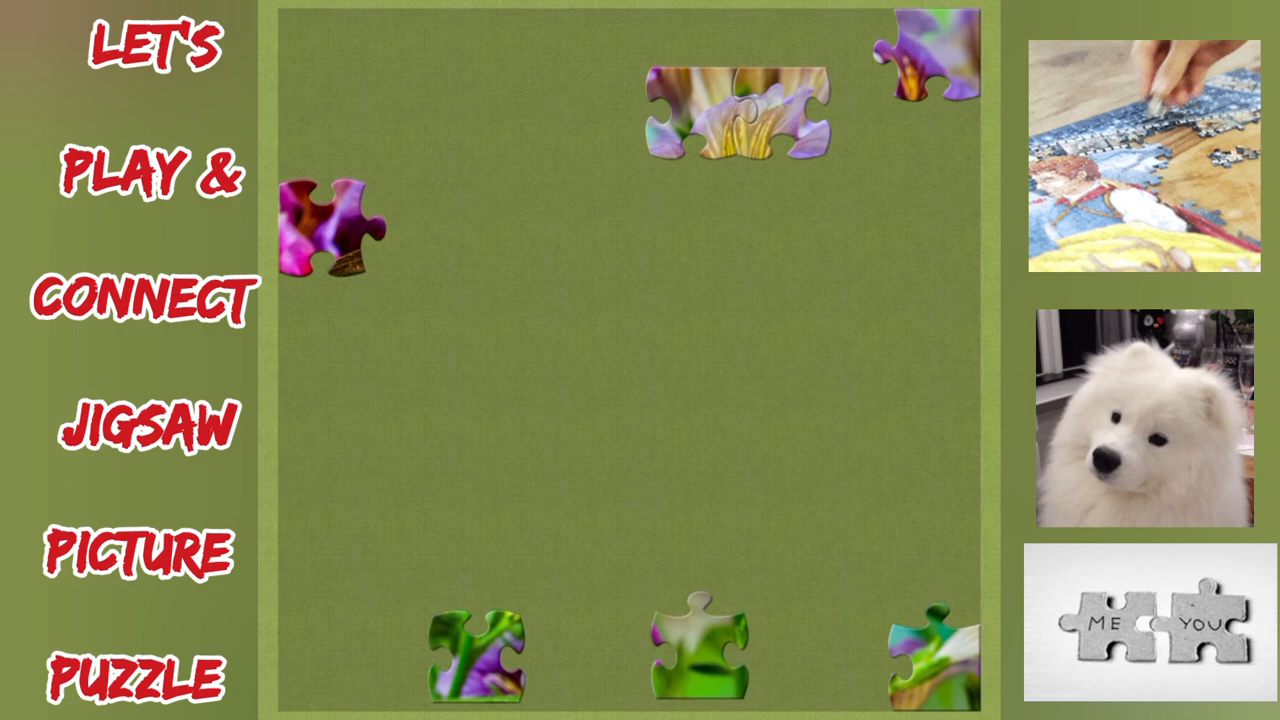 LET'S
PLAY &
CONNECT
JIGSAW
PICTURE
PUZZLE
ME YOU